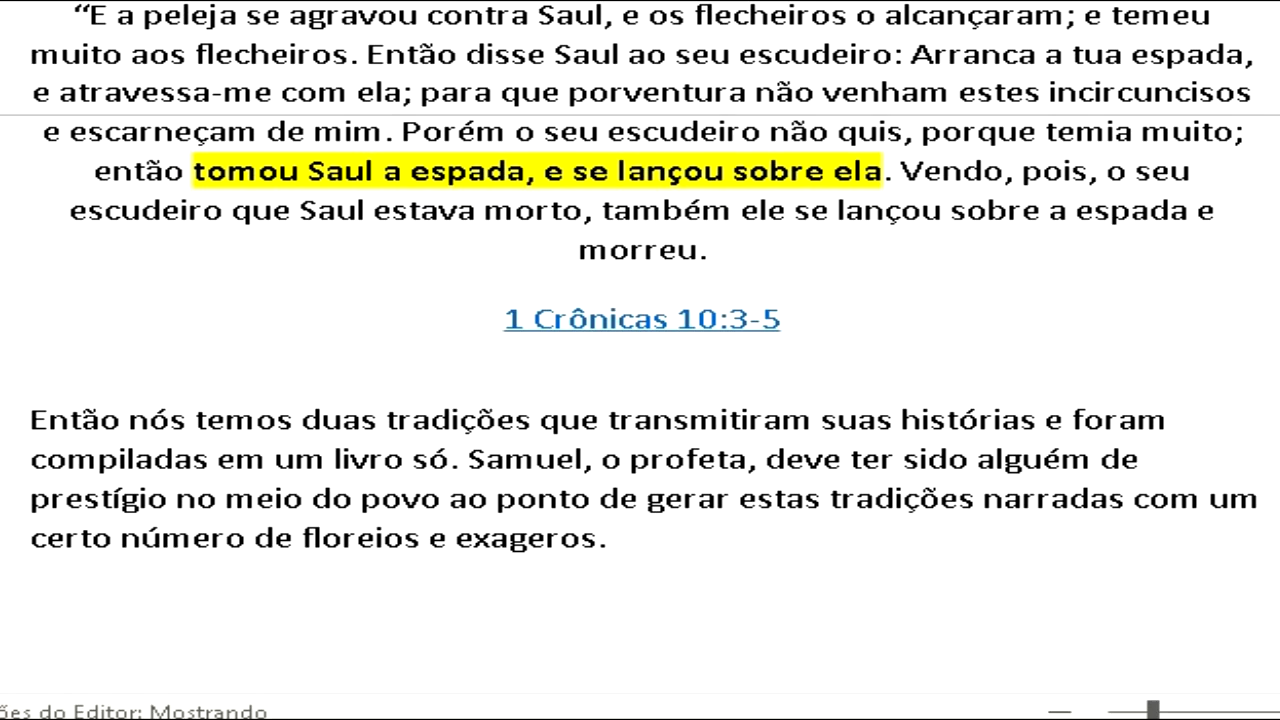 “E a peleja se agravou contra Saul, e os flecheiros o alcançaram; e temeu
muito aos flecheiros. Então disse Saul ao seu escudeiro: Arranca a tua espada,
e atravessa-me com ela; para que porventura não venham estes incircuncisos
e escarneçam de mim. Porém o seu escudeiro não quis, porque temia muito;
então tomou Saul a espada, e se lançou sobre ela. Vendo, pois, o seu
escudeiro que Saul estava morto, também ele se lançou sobre a espada e
morreu.
1 Crônicas 10:3-5
Então nós temos duas tradições que transmitiram suas histórias e foram
compiladas em um livro só. Samuel, o profeta, deve ter sido alguém de
prestígio no meio do povo ao ponto de gerar estas tradições narradas com um
certo número de floreios e exageros.
ões do Editor: Mostrando